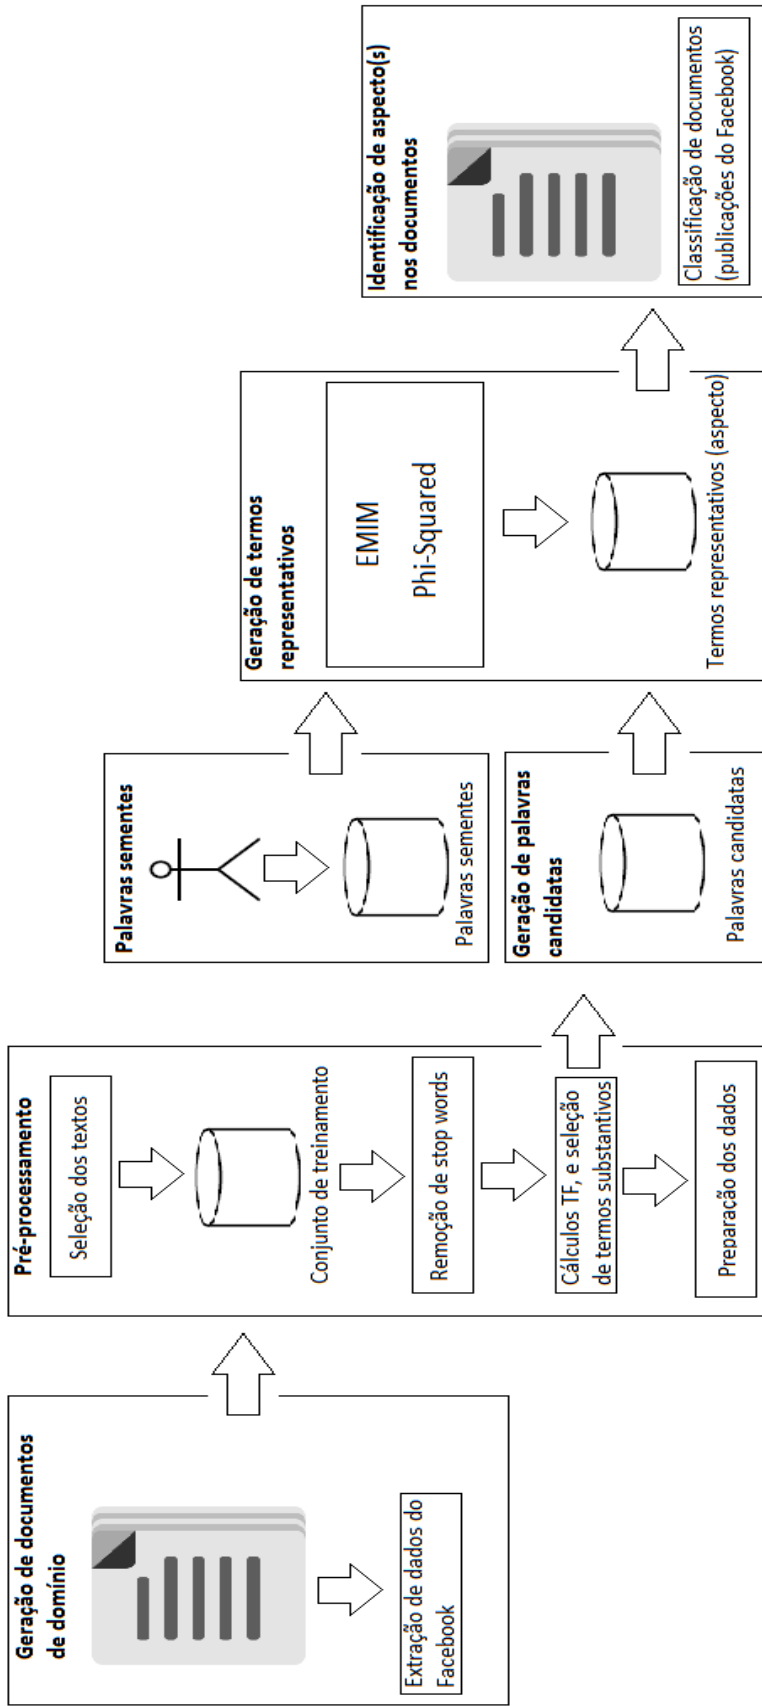 Geração de documentos
de domínio
Extração de dados do
Facebook
Pré-processamento
Seleção dos textos
Conjunto de treinamento
Remoção de stop words
Cálculos TF, e seleção
de termos substantivos
Preparação dos dados
Palavras sementes
Palavras sementes
Geração de palavras
candidatas
Palavras candidatas
Geração de termos
representativos
EMIM
Phi-Squared
Termos representativos (aspecto)
Identificação de aspecto(s)
nos documentos
Classificação de documentos
(publicações do Facebook)